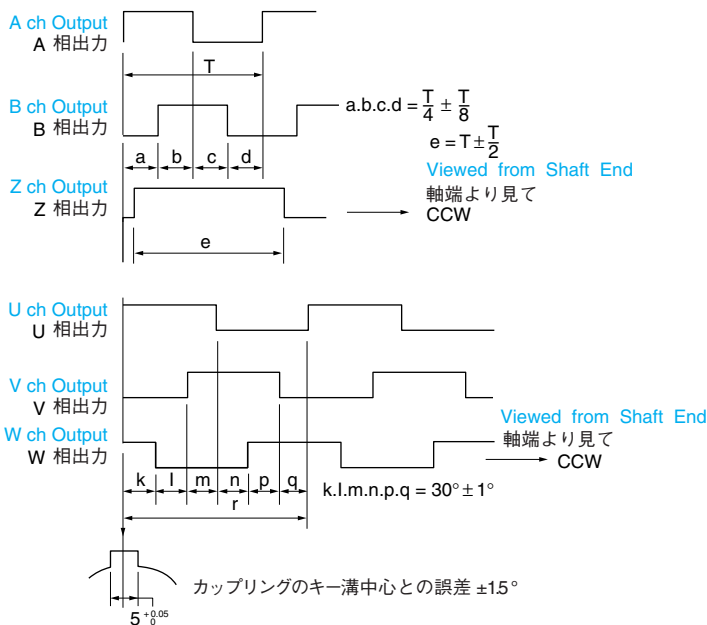 A ch Output
A 相出力
T
B ch Output
B 相出力
a.b.c.d = T/4 ± T/8
e = T ± T/2
a b c d
Viewed from Shaft End
軸端より見て
CCW
Z ch Output
Z 相出力
e
U ch Output
U 相出力
V ch Output
V 相出力
W ch Output
W 相出力
Viewed from Shaft End
軸端より見て
CCW
k l m n p q
k.l.m.n.p.q = 30° ± 1°
r
カップリングのキー溝中心との誤差 ±1.5°
5 +0.05 0